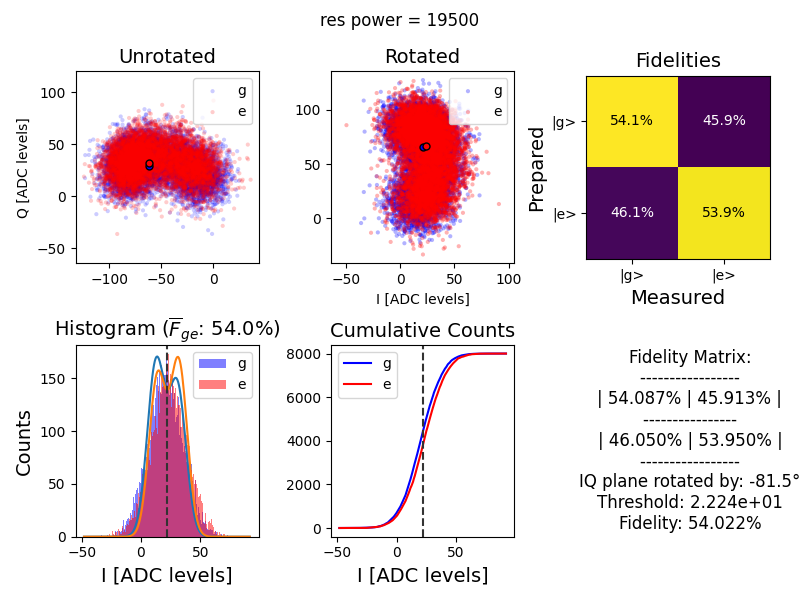 res power = 19500
Unrotated
Q [ADC levels]
100
50
0
−50
−100
−50
0
g
e
Rotated
100
50
0
−50
0
50
100
I [ADC levels]
g
e
Fidelities
Prepared
|g>
|e>
54.1%
45.9%
46.1%
53.9%
|g>
|e>
Measured
Histogram (F̅ge: 54.0%)
Counts
150
100
50
0
−50
0
50
I [ADC levels]
g
e
Cumulative Counts
8000
6000
4000
2000
0
−50
0
50
I [ADC levels]
g
e
Fidelity Matrix:
-----------------
| 54.087% | 45.913% |
----------------
| 46.050% | 53.950% |
-----------------
IQ plane rotated by: -81.5°
Threshold: 2.224e+01
Fidelity: 54.022%